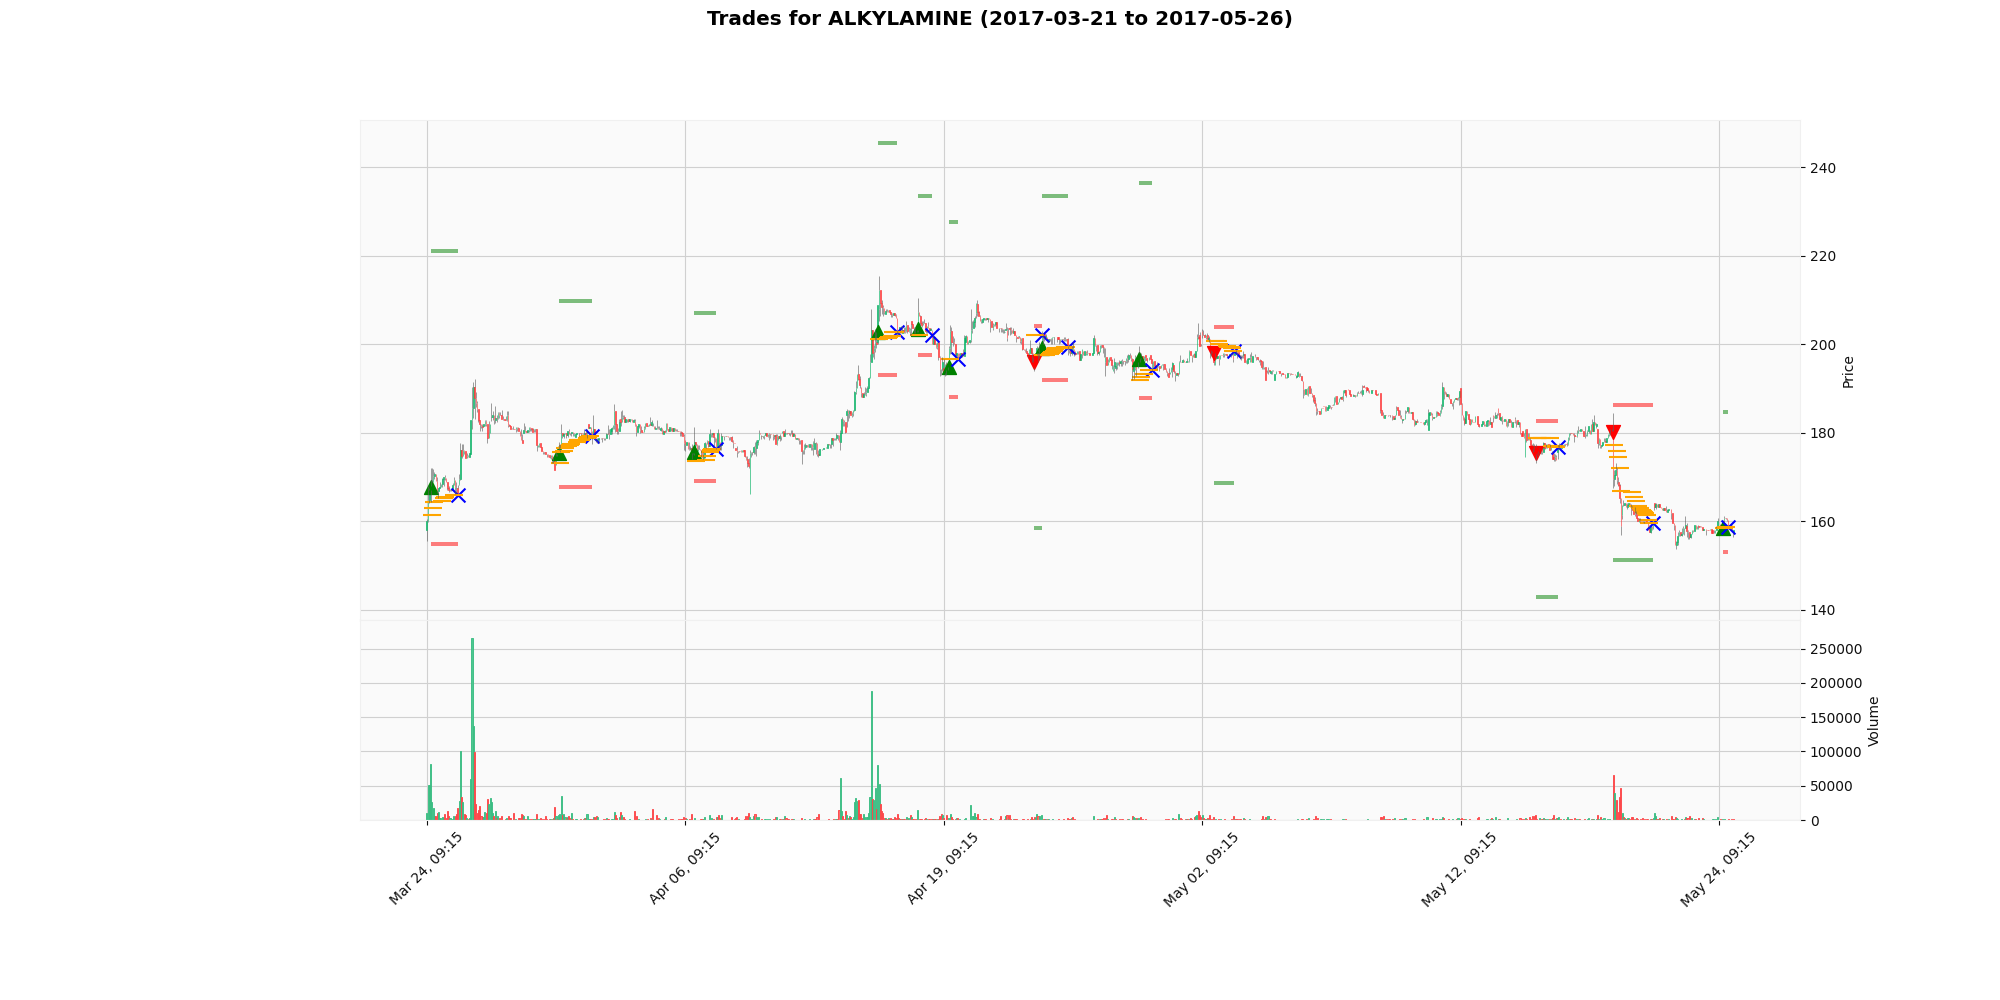 Trades for ALKYLAMINE (2017-03-21 to 2017-05-26)
240
220
200
180
160
140
Price
250000
200000
150000
100000
50000
0
Volume
Mar 24, 09:15
Apr 06, 09:15
Apr 19, 09:15
May 02, 09:15
May 12, 09:15
May 24, 09:15